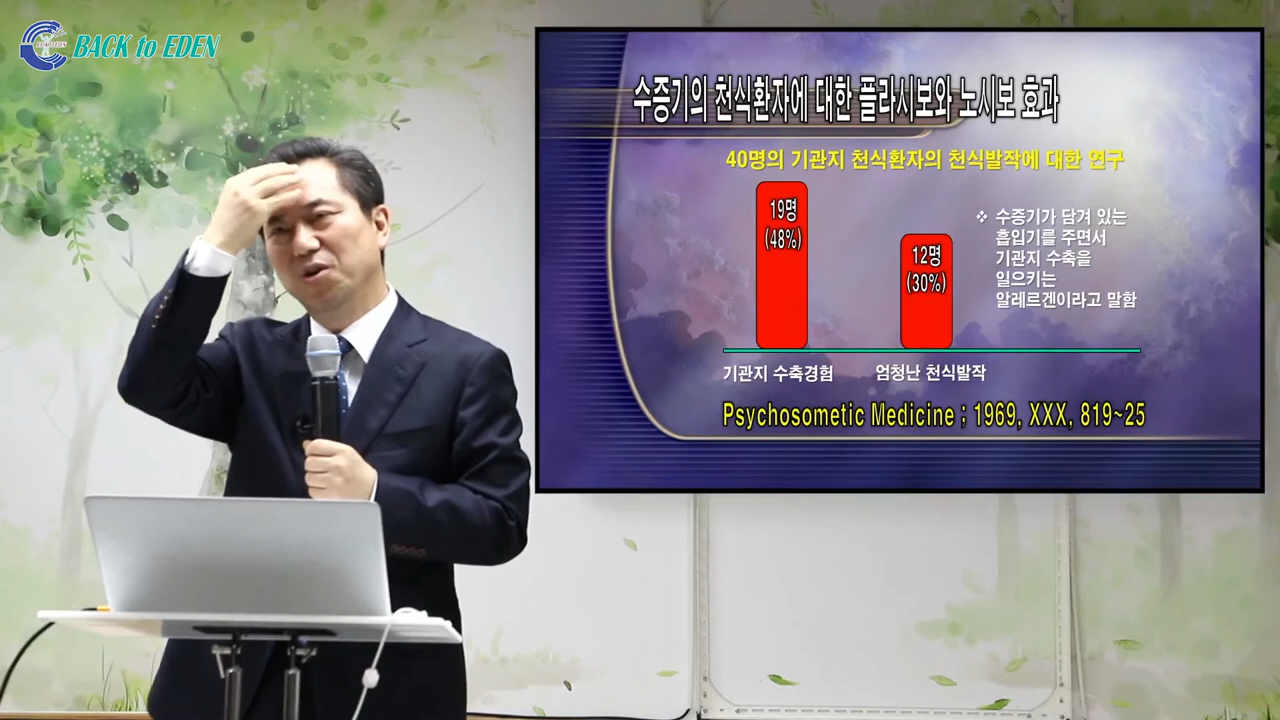 BACK to EDEN
수증기의 천식환자에 대한 플라시보와 노시보 효과
40명의 기관지 천식환자의 천식발작에 대한 연구
19명
(48%)
12명
(30%)
❖ 수증기가 담겨 있는
흡입기를 주면서
기관지 수축을
일으키는
알레르겐이라고 말함
기관지 수축경험
엄청난 천식발작
Psychosometic Medicine ; 1969, XXX, 819~25